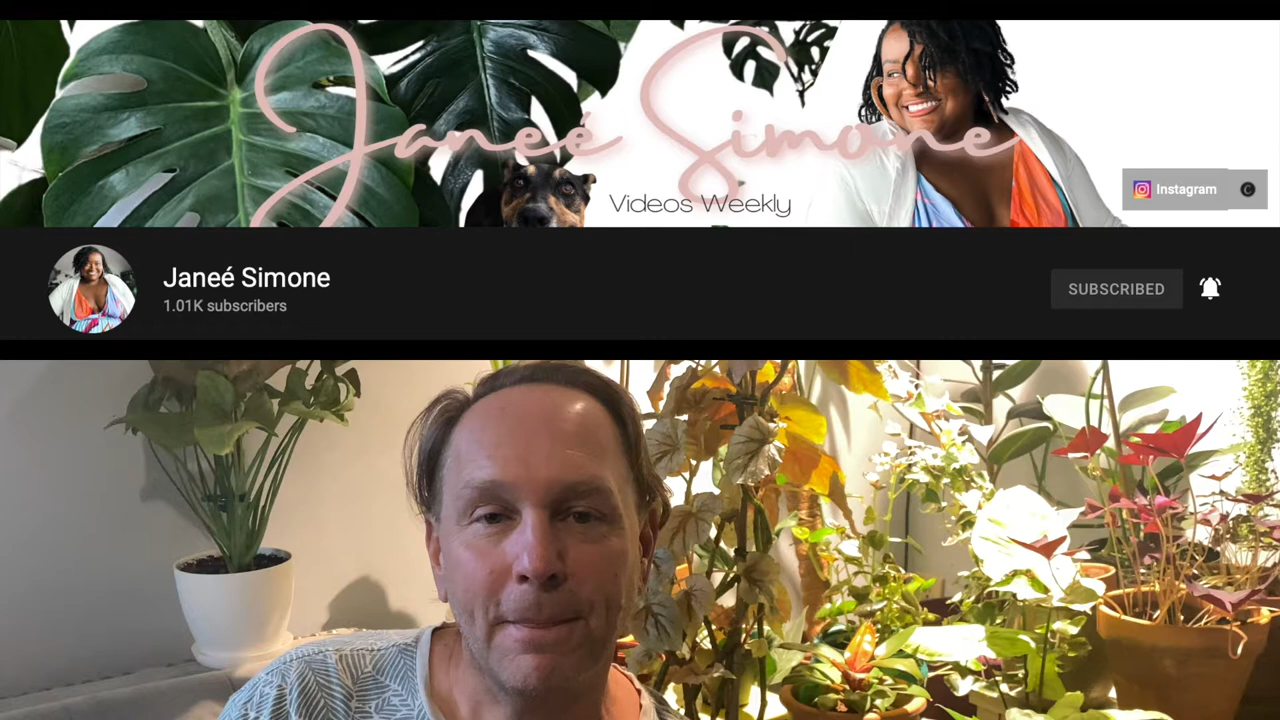 Janeé Simone
Videos Weekly
Instagram
Janeé Simone
1.01K subscribers
SUBSCRIBED